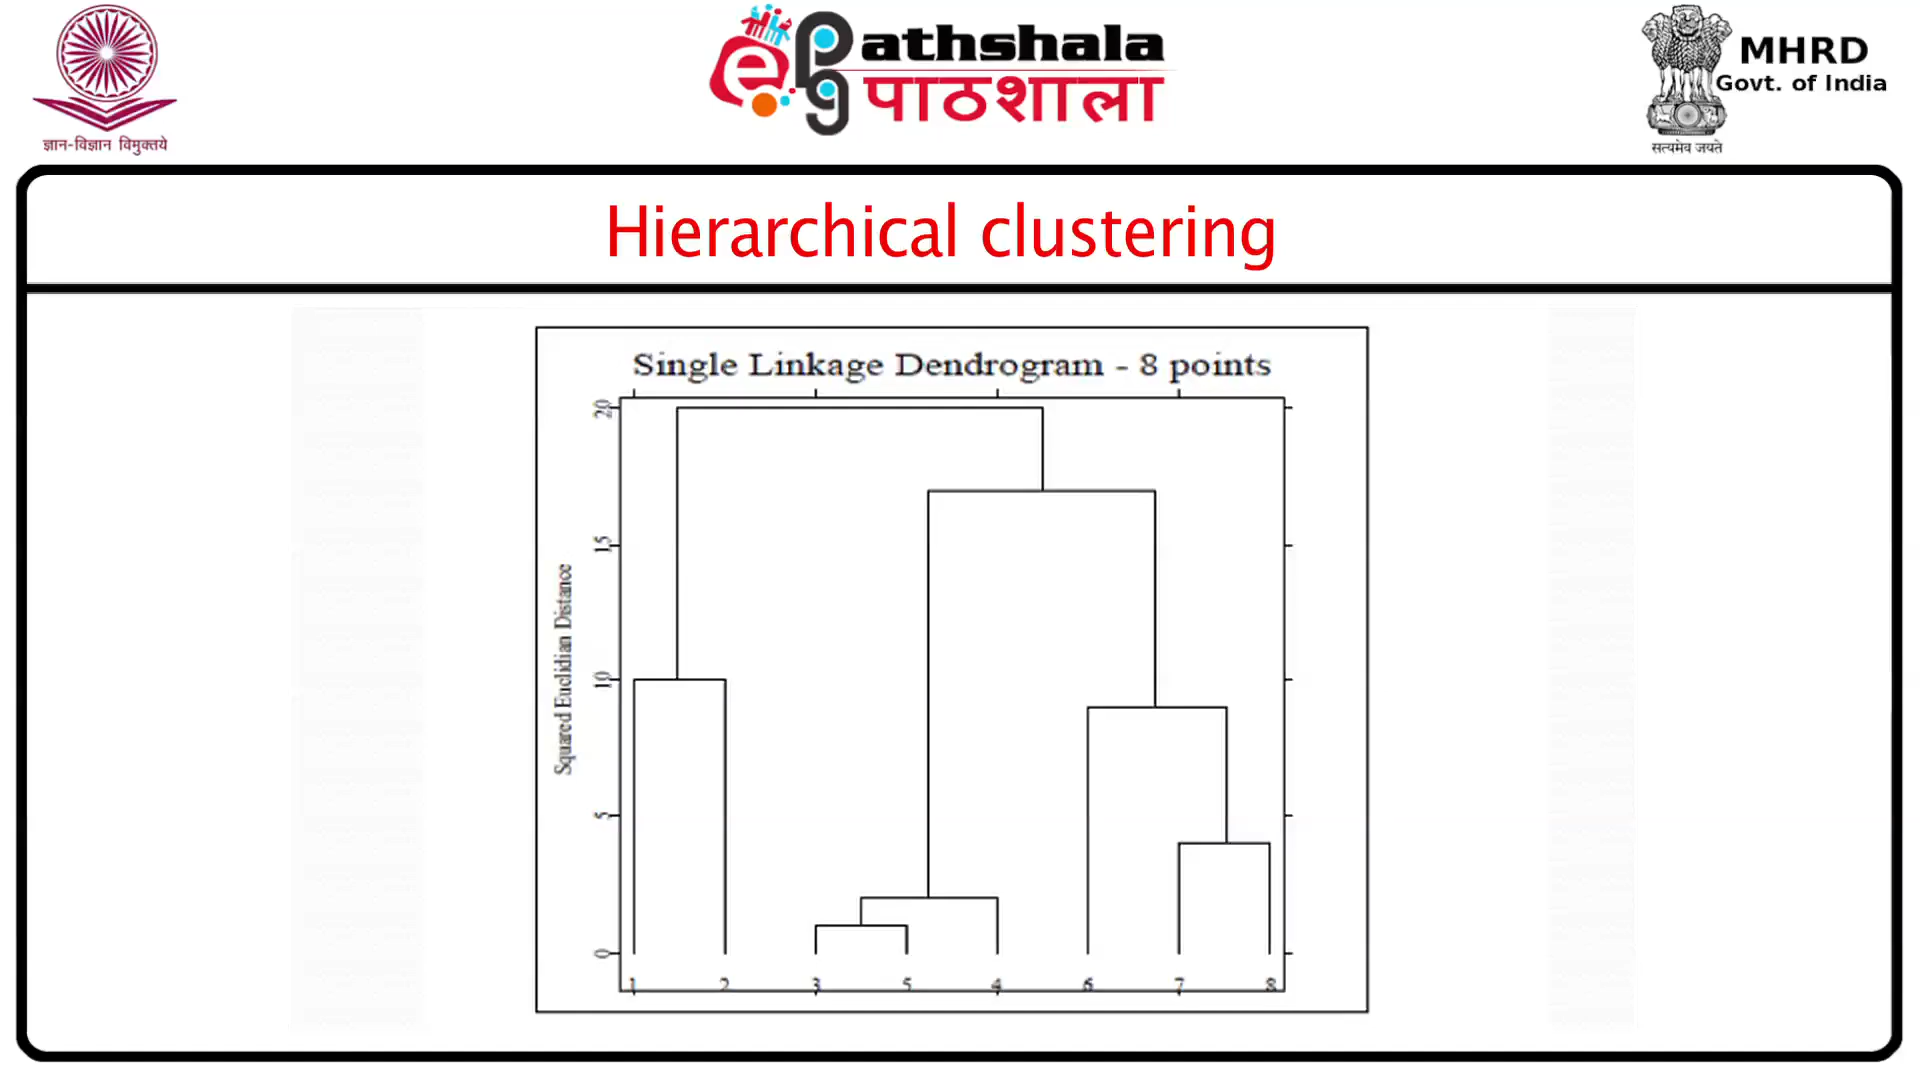 ज्ञान-विज्ञान विमुक्तये
e
pg
athshala
पाठशाला
MHRD
Govt. of India
सत्यमेव जयते
Hierarchical clustering
Single Linkage Dendrogram - 8 points
Squared Euclidian Distance
20
15
10
5
0
1 2 3 5 4 6 7 8